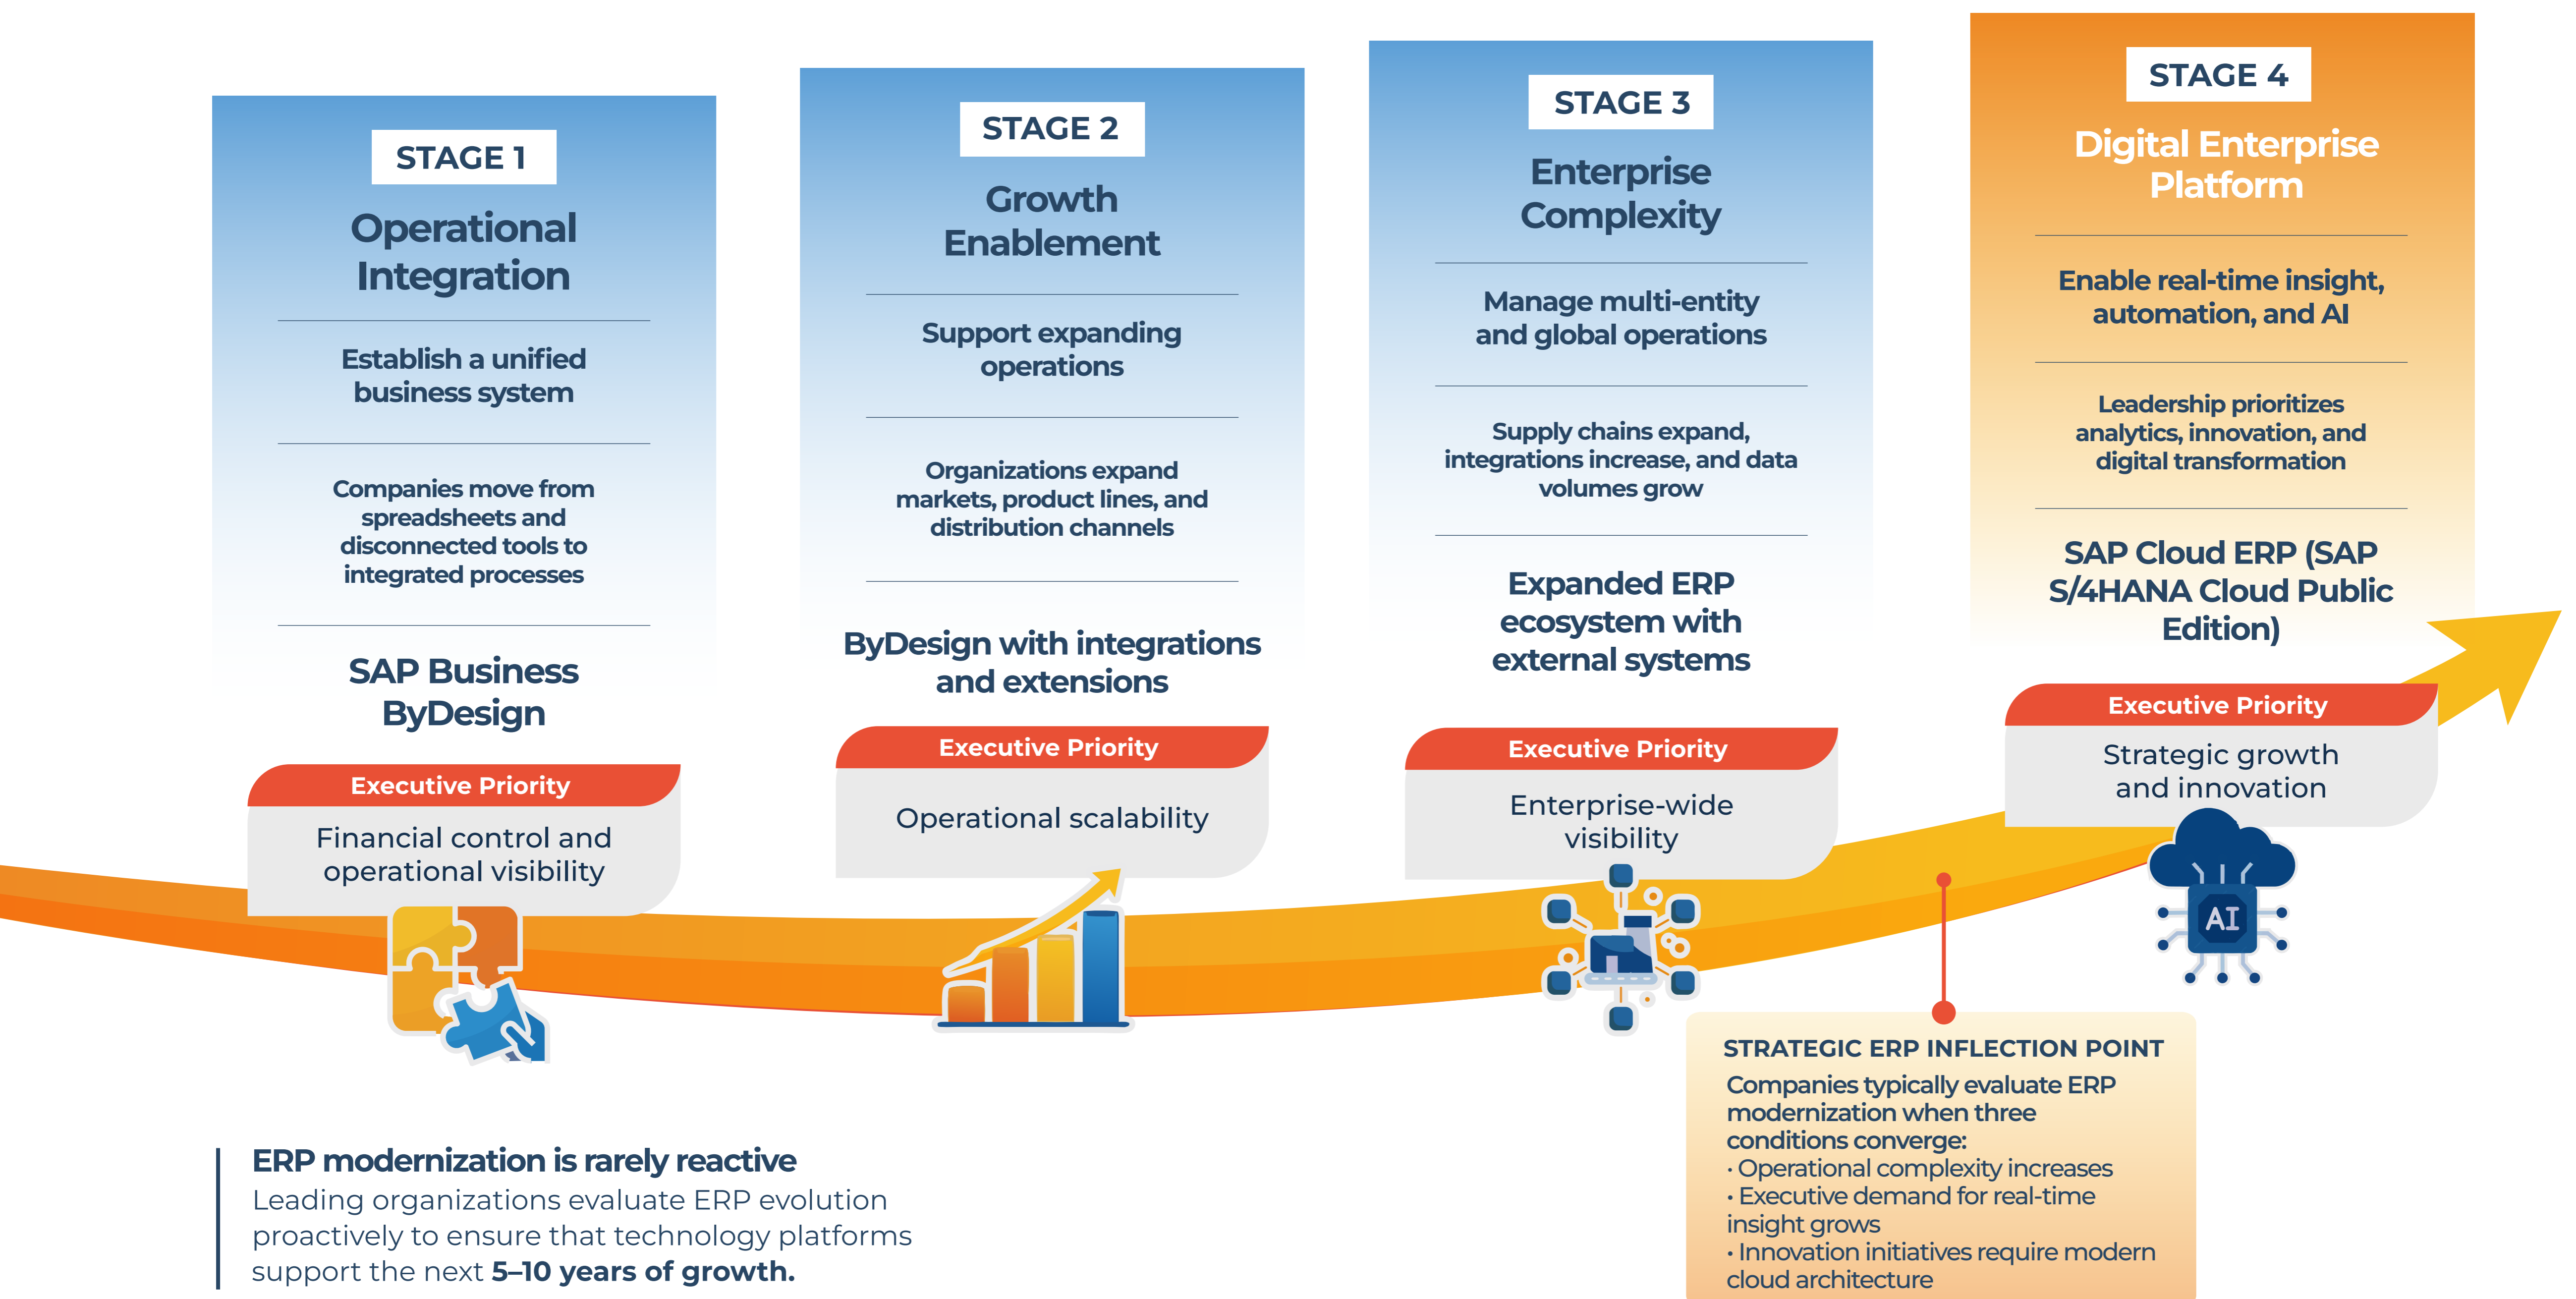 STAGE 1
Operational
Integration
Establish a unified
business system
Companies move from
spreadsheets and
disconnected tools to
integrated processes
SAP Business
ByDesign
Executive Priority
Financial control and
operational visibility
STAGE 2
Growth
Enablement
Support expanding
operations
Organizations expand
markets, product lines, and
distribution channels
ByDesign with integrations
and extensions
Executive Priority
Operational scalability
STAGE 3
Enterprise
Complexity
Manage multi-entity
and global operations
Supply chains expand,
integrations increase, and data
volumes grow
Expanded ERP
ecosystem with
external systems
Executive Priority
Enterprise-wide
visibility
STAGE 4
Digital Enterprise
Platform
Enable real-time insight,
automation, and AI
Leadership prioritizes
analytics, innovation, and
digital transformation
SAP Cloud ERP (SAP
S/4HANA Cloud Public
Edition)
Executive Priority
Strategic growth
and innovation
AI
STRATEGIC ERP INFLECTION POINT
Companies typically evaluate ERP
modernization when three
conditions converge:
• Operational complexity increases
• Executive demand for real-time
insight grows
• Innovation initiatives require modern
cloud architecture
ERP modernization is rarely reactive
Leading organizations evaluate ERP evolution
proactively to ensure that technology platforms
support the next 5–10 years of growth.